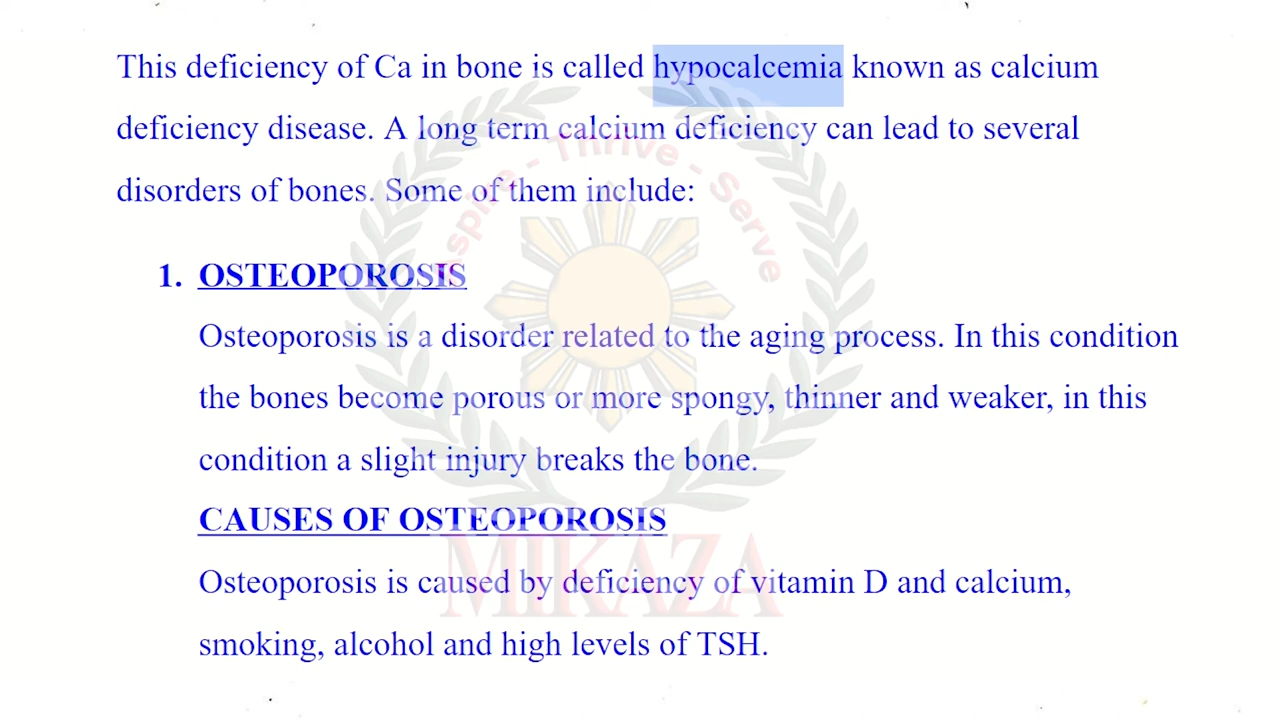 This deficiency of Ca in bone is called hypocalcemia known as calcium
deficiency disease. A long term calcium deficiency can lead to several
disorders of bones. Some of them include:
1. OSTEOPOROSIS
Osteoporosis is a disorder related to the aging process. In this condition
the bones become porous or more spongy, thinner and weaker, in this
condition a slight injury breaks the bone.
CAUSES OF OSTEOPOROSIS
Osteoporosis is caused by deficiency of vitamin D and calcium,
smoking, alcohol and high levels of TSH.
Aspire - Thrive - Serve
MIKAZA